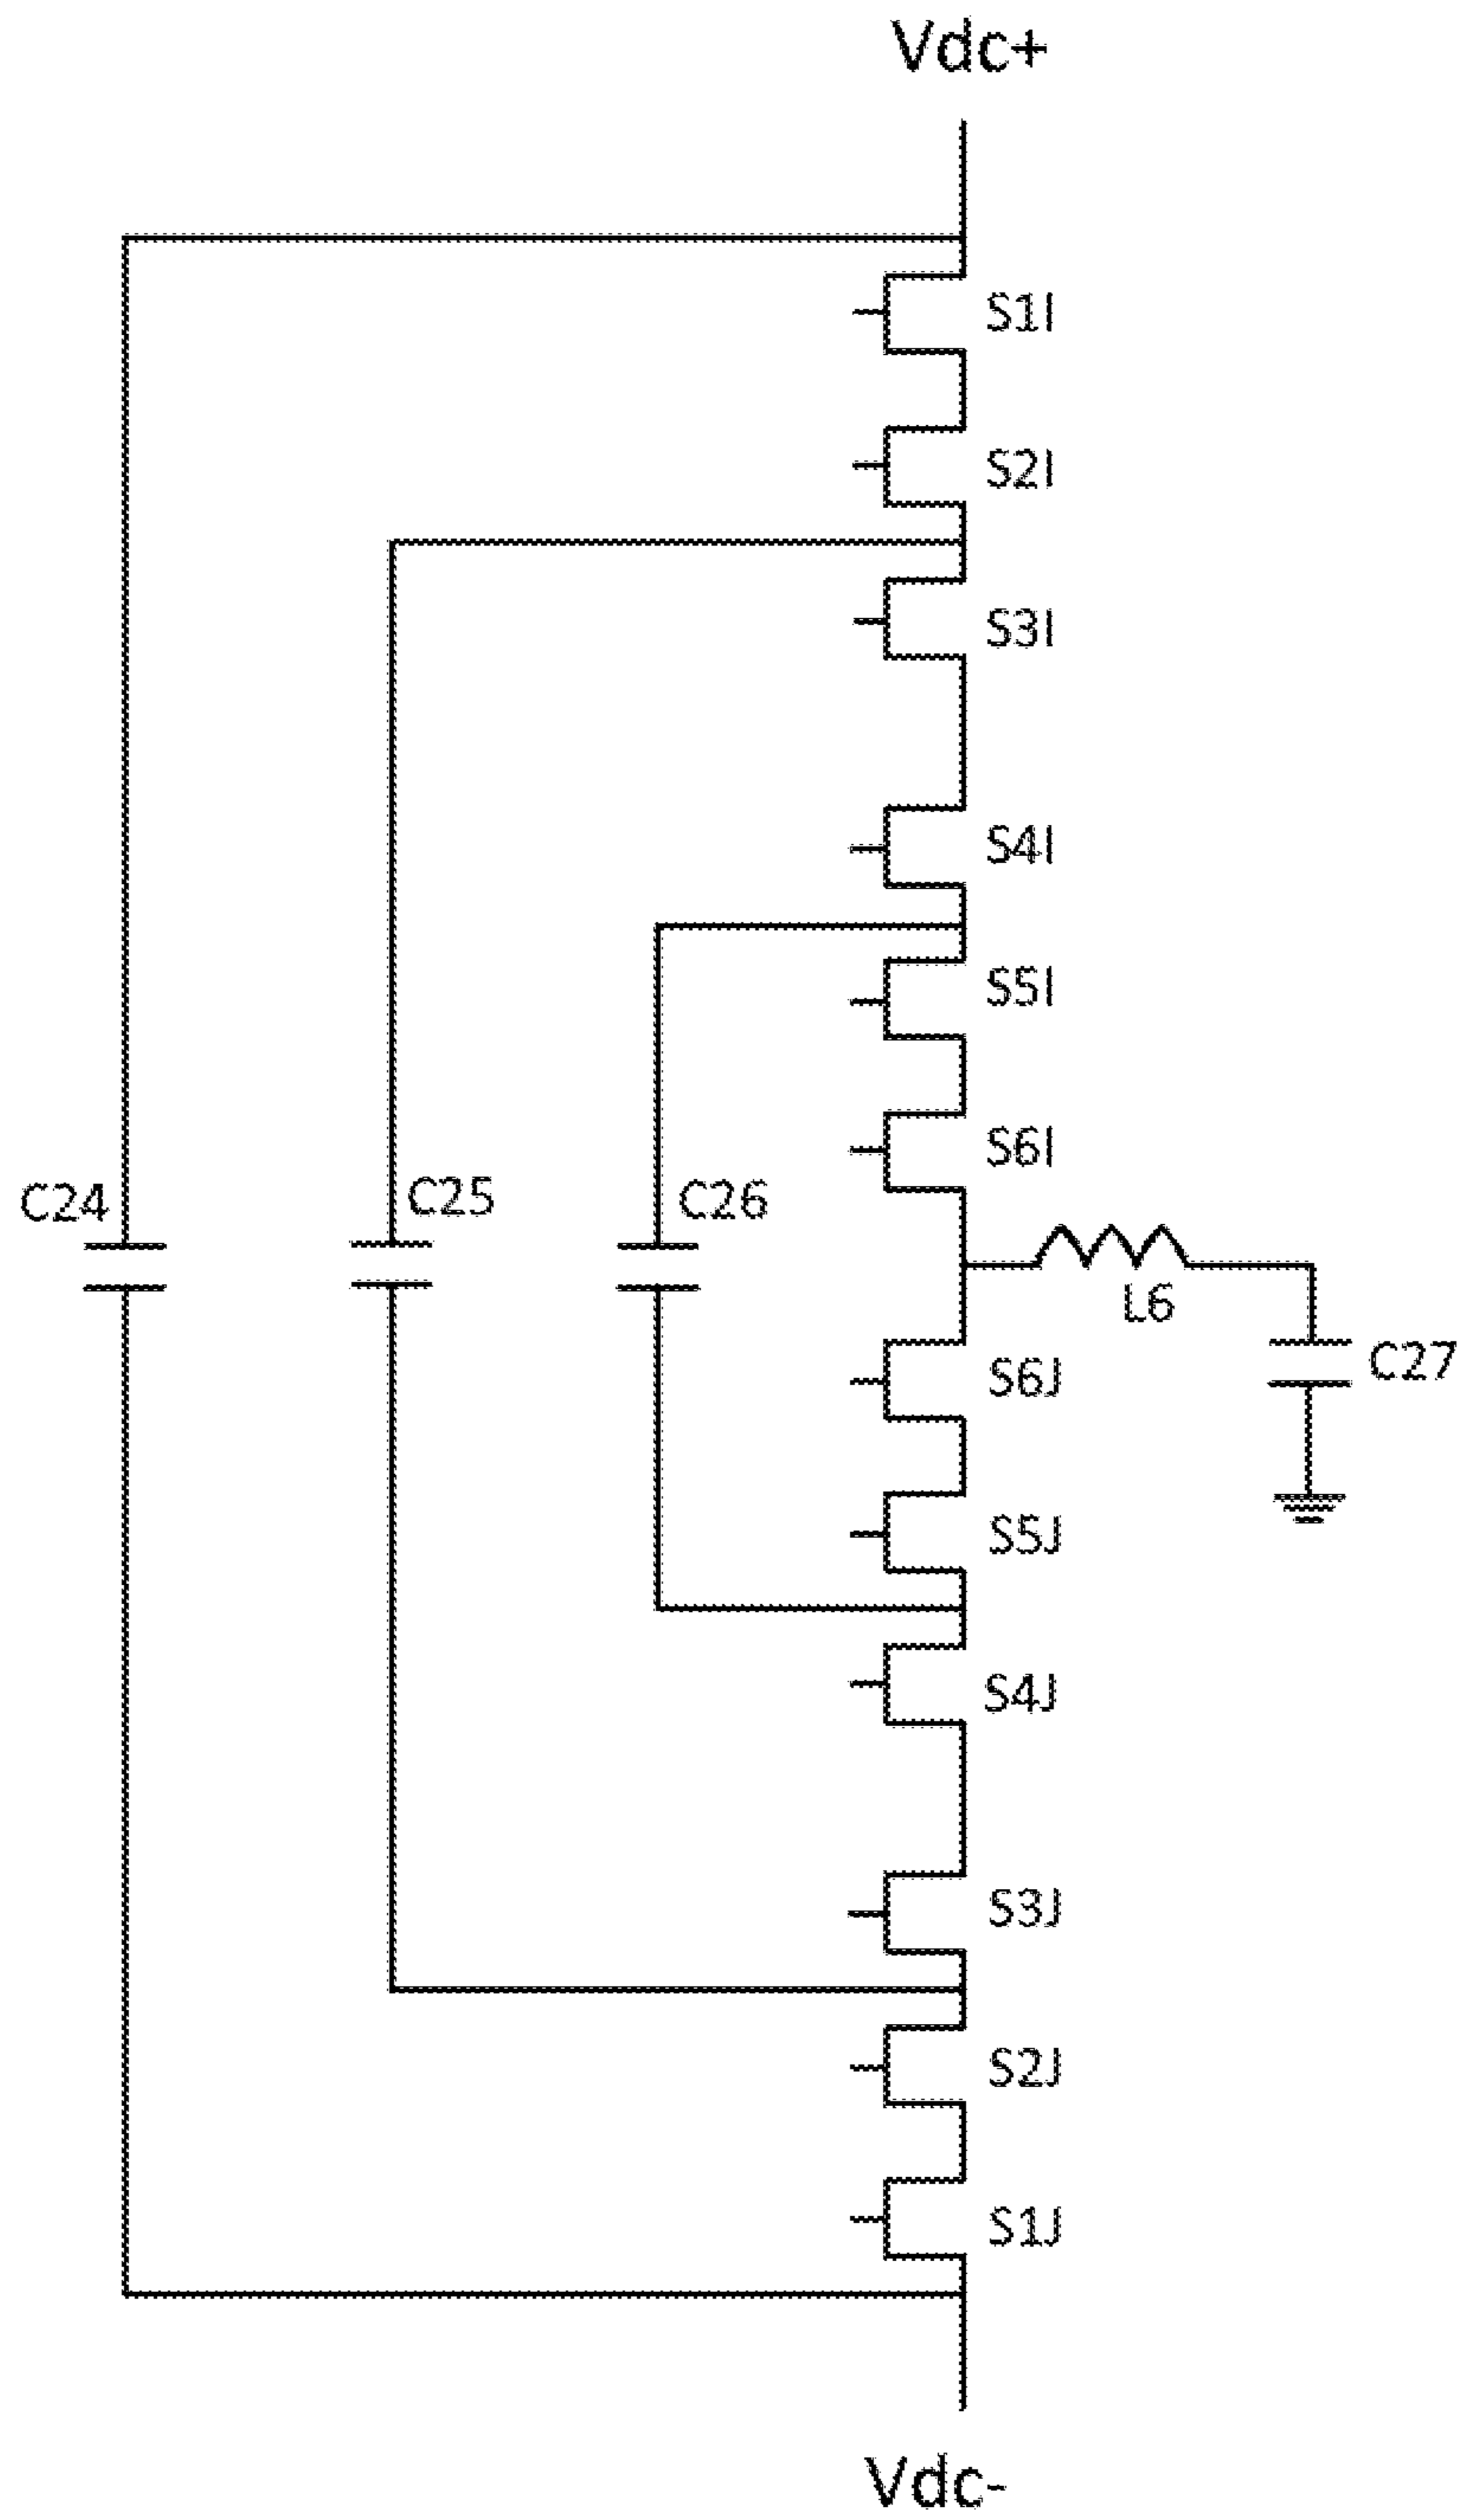 Vdc+
S1I
S2I
S3I
S4I
S5I
S6I
C24
C25
C26
L6
C27
S6J
S5J
S4J
S3J
S2J
S1J
Vdc-